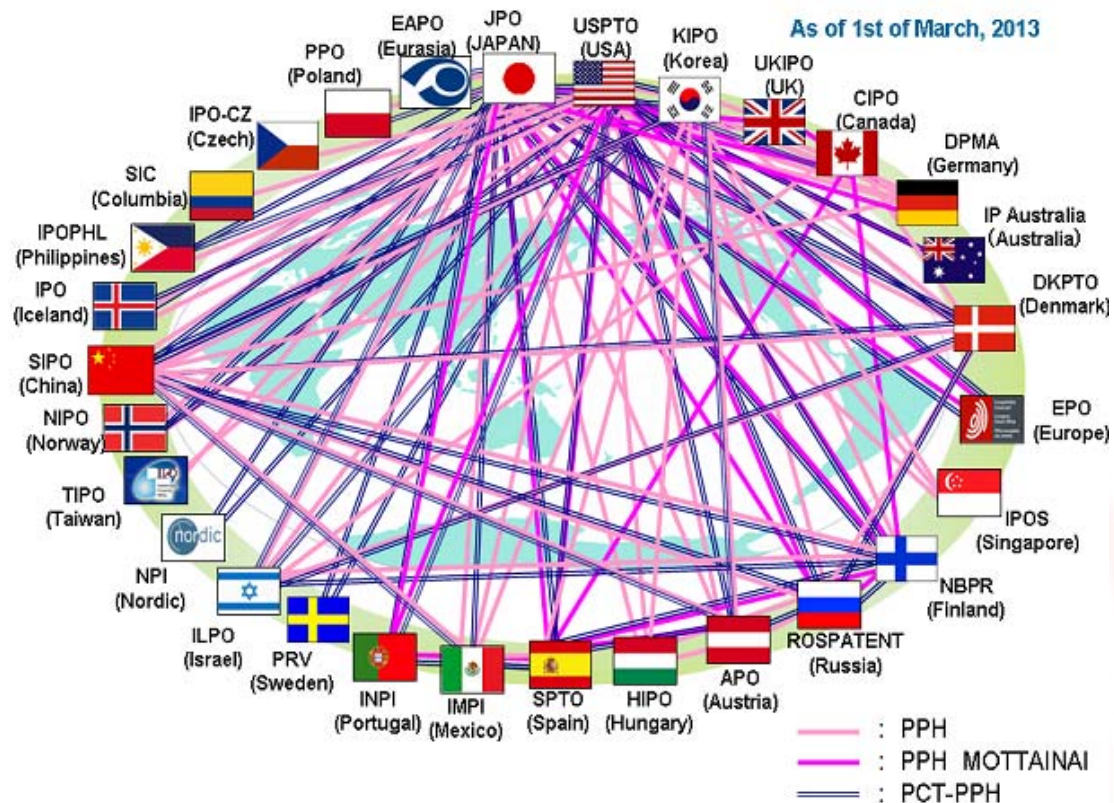 As of 1st of March, 2013
EAPO
(Eurasia)
JPO
(JAPAN)
USPTO
(USA)
KIPO
(Korea)
UKIPO
(UK)
CIPO
(Canada)
DPMA
(Germany)
IP Australia
(Australia)
DKPTO
(Denmark)
EPO
(Europe)
IPOS
(Singapore)
NBPR
(Finland)
ROSPATENT
(Russia)
APO
(Austria)
HIPO
(Hungary)
SPTO
(Spain)
IMPI
(Mexico)
INPI
(Portugal)
PRV
(Sweden)
ILPO
(Israel)
nordic
NPI
(Nordic)
TIPO
(Taiwan)
NIPO
(Norway)
SIPO
(China)
IPO
(Iceland)
IPOPHL
(Philippines)
SIC
(Columbia)
IPO-CZ
(Czech)
PPO
(Poland)
: PPH
: PPH MOTTAINAI
: PCT-PPH